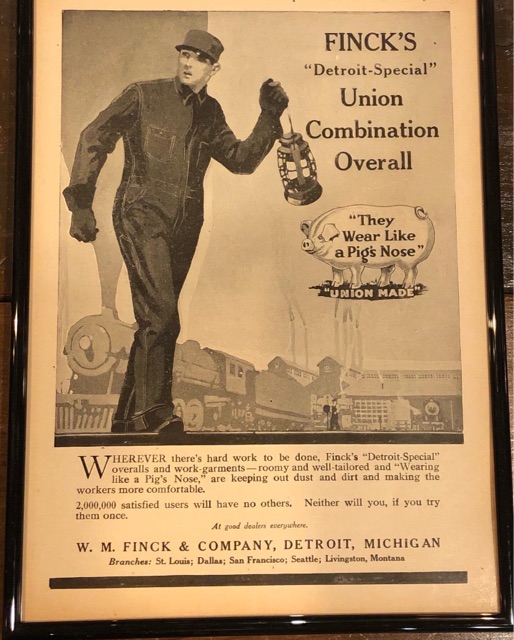 FINCK'S
"Detroit-Special"
Union
Combination
Overall
"They
Wear Like
a Pig's Nose"
"UNION MADE"
WHEREVER there's hard work to be done, Finck's "Detroit-Special"
overalls and work-garments—roomy and well-tailored and "Wearing
like a Pig's Nose," are keeping out dust and dirt and making the
workers more comfortable.
2,000,000 satisfied users will have no others. Neither will you, if you try
them once.
At good dealers everywhere.
W. M. FINCK & COMPANY, DETROIT, MICHIGAN
Branches: St. Louis; Dallas; San Francisco; Seattle; Livingston, Montana